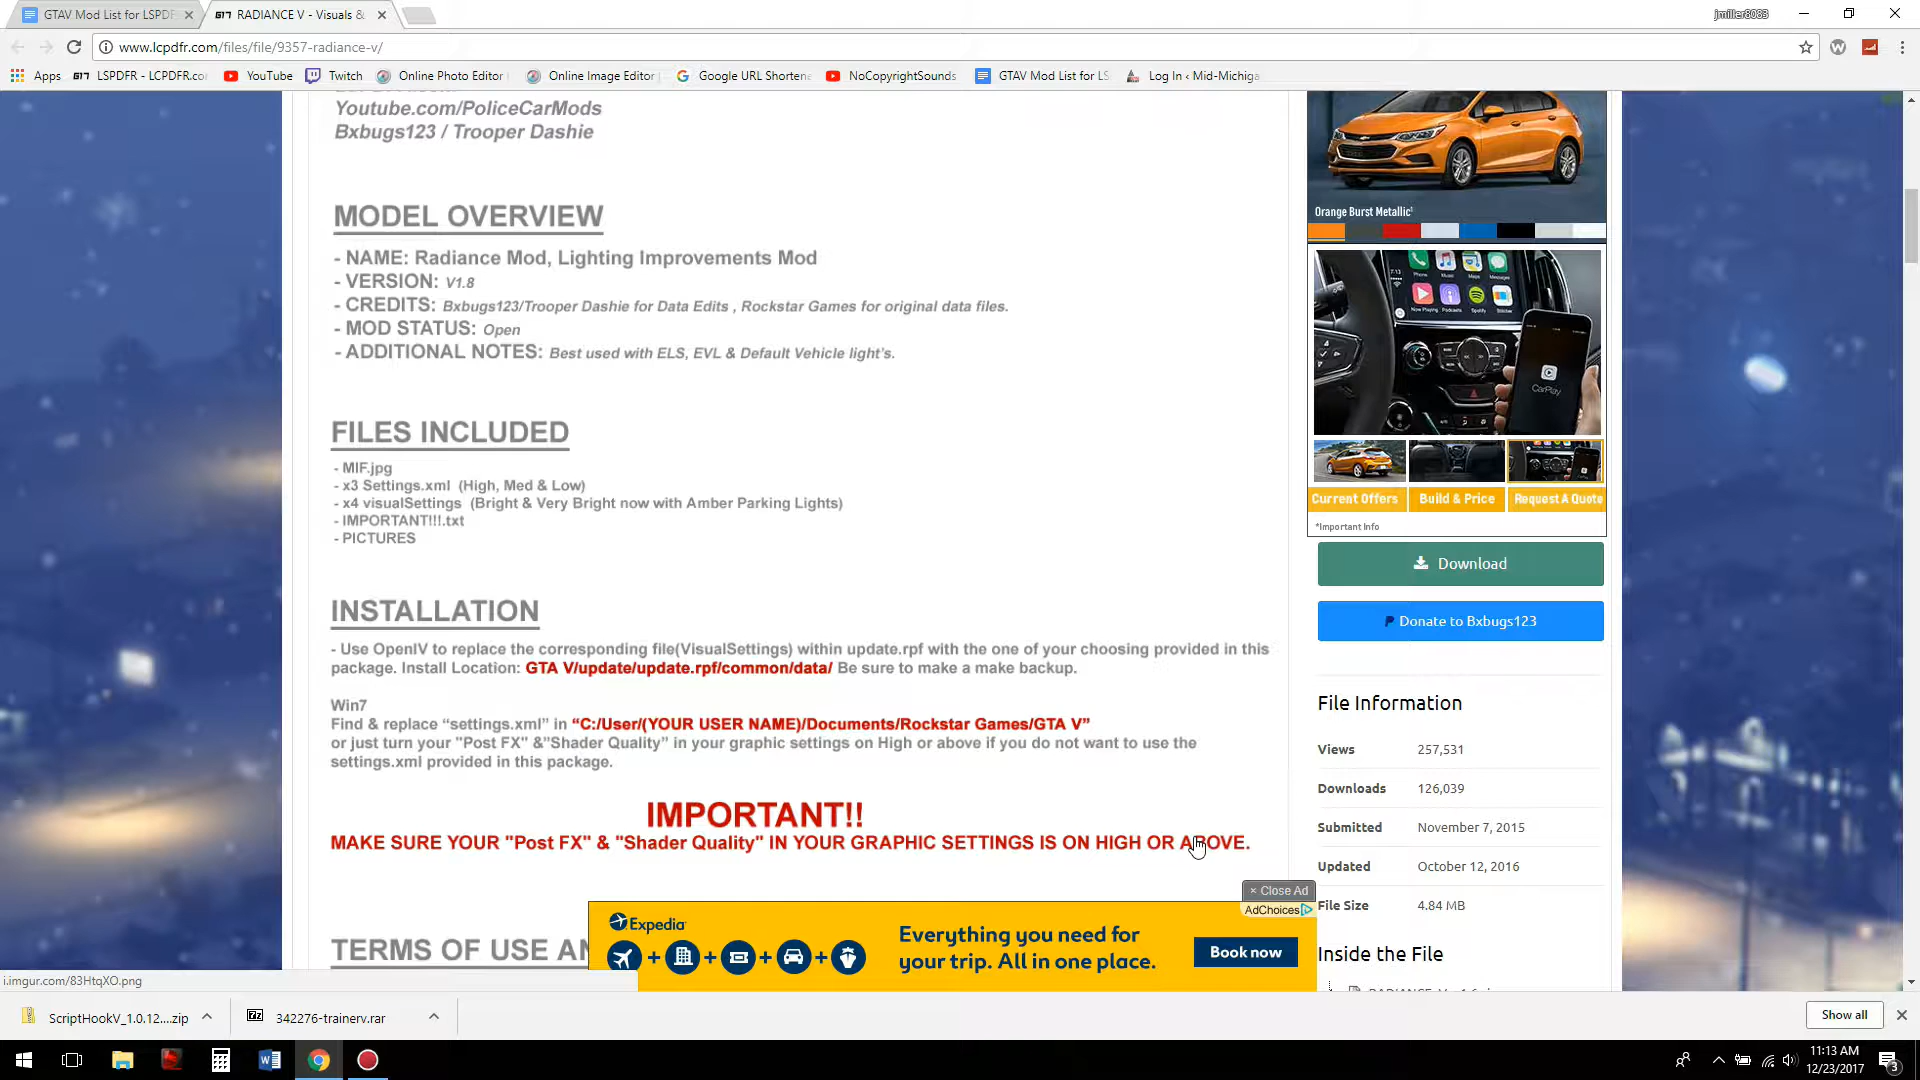 GTAV Mod List for LSPDF
RADIANCE V - Visuals &
jmiller8083
www.lcpdfr.com/files/file/9357-radiance-v/
Apps
LSPDFR - LCPDFR.co
YouTube
Twitch
Online Photo Editor
Online Image Editor
Google URL Shortene
NoCopyrightSounds
GTAV Mod List for LS
Log In ‹ Mid-Michiga
Youtube.com/PoliceCarMods
Bxbugs123 / Trooper Dashie
MODEL OVERVIEW
- NAME: Radiance Mod, Lighting Improvements Mod
- VERSION: V1.8
- CREDITS: Bxbugs123/Trooper Dashie for Data Edits , Rockstar Games for original data files.
- MOD STATUS: Open
- ADDITIONAL NOTES: Best used with ELS, EVL & Default Vehicle light's.
FILES INCLUDED
- MIF.jpg
- x3 Settings.xml (High, Med & Low)
- x4 visualSettings (Bright & Very Bright now with Amber Parking Lights)
- IMPORTANT!!!.txt
- PICTURES
INSTALLATION
- Use OpenIV to replace the corresponding file(VisualSettings) within update.rpf with the one of your choosing provided in this
package. Install Location: GTA V/update/update.rpf/common/data/ Be sure to make a make backup.
Win7
Find & replace “settings.xml” in “C:/User/(YOUR USER NAME)/Documents/Rockstar Games/GTA V”
or just turn your "Post FX" &”Shader Quality” in your graphic settings on High or above if you do not want to use the
settings.xml provided in this package.
IMPORTANT!!
MAKE SURE YOUR "Post FX" & "Shader Quality" IN YOUR GRAPHIC SETTINGS IS ON HIGH OR ABOVE.
TERMS OF USE AN
Orange Burst Metallic¹
CarPlay
Current Offers
Build & Price
Request A Quote
*Important Info
Download
Donate to Bxbugs123
File Information
Views 257,531
Downloads 126,039
Submitted November 7, 2015
Updated October 12, 2016
File Size 4.84 MB
Inside the File
× Close Ad
AdChoices
Expedia
Everything you need for
your trip. All in one place.
Book now
i.imgur.com/83HtqXO.png
ScriptHookV_1.0.12....zip
342276-trainerv.rar
Show all
11:13 AM
12/23/2017
3